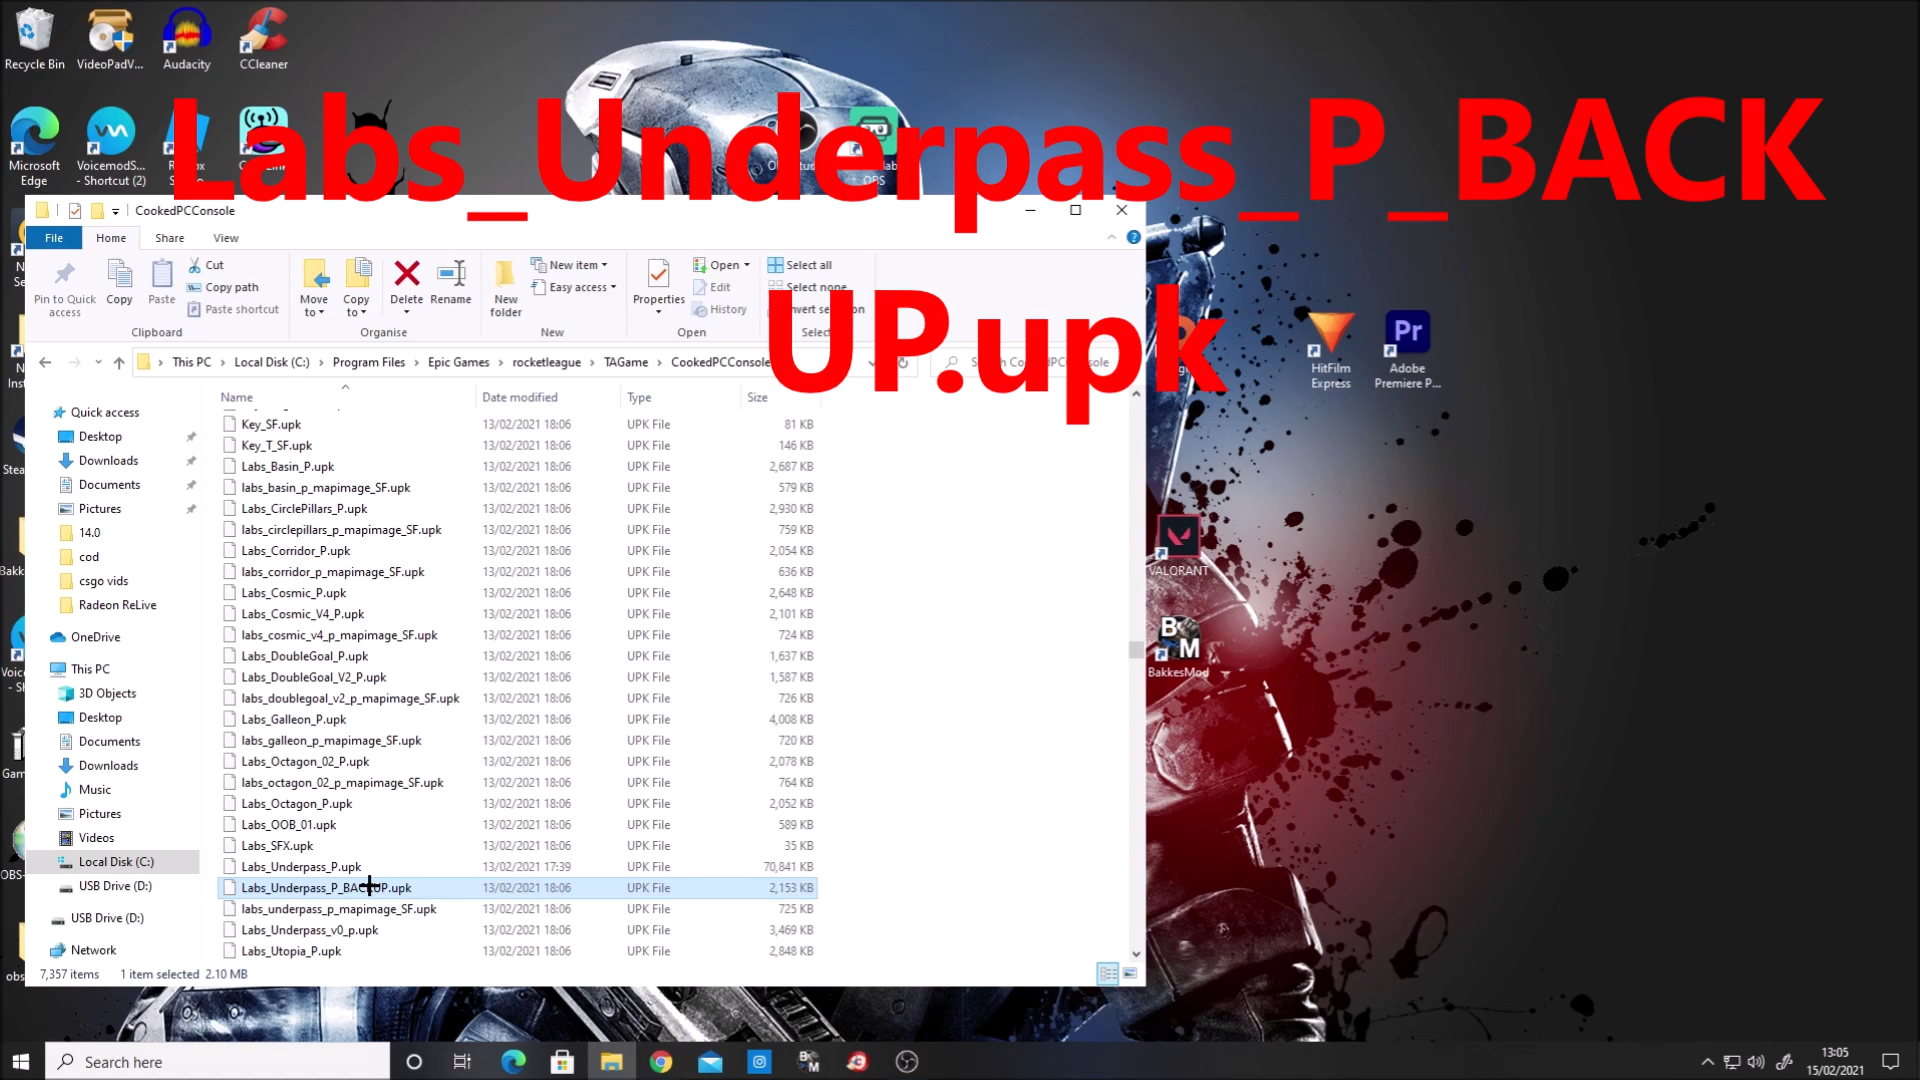 Recycle Bin
VideoPadV...
Audacity
CCleaner
Labs_Underpass_P_BACK
UP.upk
Microsoft Edge
VoicemodS... - Shortcut (2)
OBS
CookedPCConsole
File
Home
Share
View
Pin to Quick access
Copy
Paste
Cut
Copy path
Paste shortcut
Clipboard
Move to
Copy to
Delete
Rename
Organise
New folder
New item
Easy access
New
Properties
Open
Edit
History
Open
Select all
Select none
Invert selection
Select
This PC > Local Disk (C:) > Program Files > Epic Games > rocketleague > TAGame > CookedPCConsole
Name Date modified Type Size
Key_SF.upk 13/02/2021 18:06 UPK File 81 KB
Key_T_SF.upk 13/02/2021 18:06 UPK File 146 KB
Labs_Basin_P.upk 13/02/2021 18:06 UPK File 2,687 KB
labs_basin_p_mapimage_SF.upk 13/02/2021 18:06 UPK File 579 KB
Labs_CirclePillars_P.upk 13/02/2021 18:06 UPK File 2,930 KB
labs_circlepillars_p_mapimage_SF.upk 13/02/2021 18:06 UPK File 759 KB
Labs_Corridor_P.upk 13/02/2021 18:06 UPK File 2,054 KB
labs_corridor_p_mapimage_SF.upk 13/02/2021 18:06 UPK File 636 KB
Labs_Cosmic_P.upk 13/02/2021 18:06 UPK File 2,648 KB
Labs_Cosmic_V4_P.upk 13/02/2021 18:06 UPK File 2,101 KB
labs_cosmic_v4_p_mapimage_SF.upk 13/02/2021 18:06 UPK File 724 KB
Labs_DoubleGoal_P.upk 13/02/2021 18:06 UPK File 1,637 KB
Labs_DoubleGoal_V2_P.upk 13/02/2021 18:06 UPK File 1,587 KB
labs_doublegoal_v2_p_mapimage_SF.upk 13/02/2021 18:06 UPK File 726 KB
Labs_Galleon_P.upk 13/02/2021 18:06 UPK File 4,008 KB
labs_galleon_p_mapimage_SF.upk 13/02/2021 18:06 UPK File 720 KB
Labs_Octagon_02_P.upk 13/02/2021 18:06 UPK File 2,078 KB
labs_octagon_02_p_mapimage_SF.upk 13/02/2021 18:06 UPK File 764 KB
Labs_Octagon_P.upk 13/02/2021 18:06 UPK File 2,052 KB
Labs_OOB_01.upk 13/02/2021 18:06 UPK File 589 KB
Labs_SFX.upk 13/02/2021 18:06 UPK File 35 KB
Labs_Underpass_P.upk 13/02/2021 17:39 UPK File 70,841 KB
Labs_Underpass_P_BACKUP.upk 13/02/2021 18:06 UPK File 2,153 KB
labs_underpass_p_mapimage_SF.upk 13/02/2021 18:06 UPK File 725 KB
Labs_Underpass_v0_p.upk 13/02/2021 18:06 UPK File 3,469 KB
Labs_Utopia_P.upk 13/02/2021 18:06 UPK File 2,848 KB
Quick access
Desktop
Downloads
Documents
Pictures
14.0
cod
csgo vids
Radeon ReLive
OneDrive
This PC
3D Objects
Desktop
Documents
Downloads
Music
Pictures
Videos
Local Disk (C:)
USB Drive (D:)
USB Drive (D:)
Network
7,357 items 1 item selected 2.10 MB
HitFilm Express
Pr
Adobe Premiere P...
VALORANT
B M
BakkesMod
Search here
13:05
15/02/2021